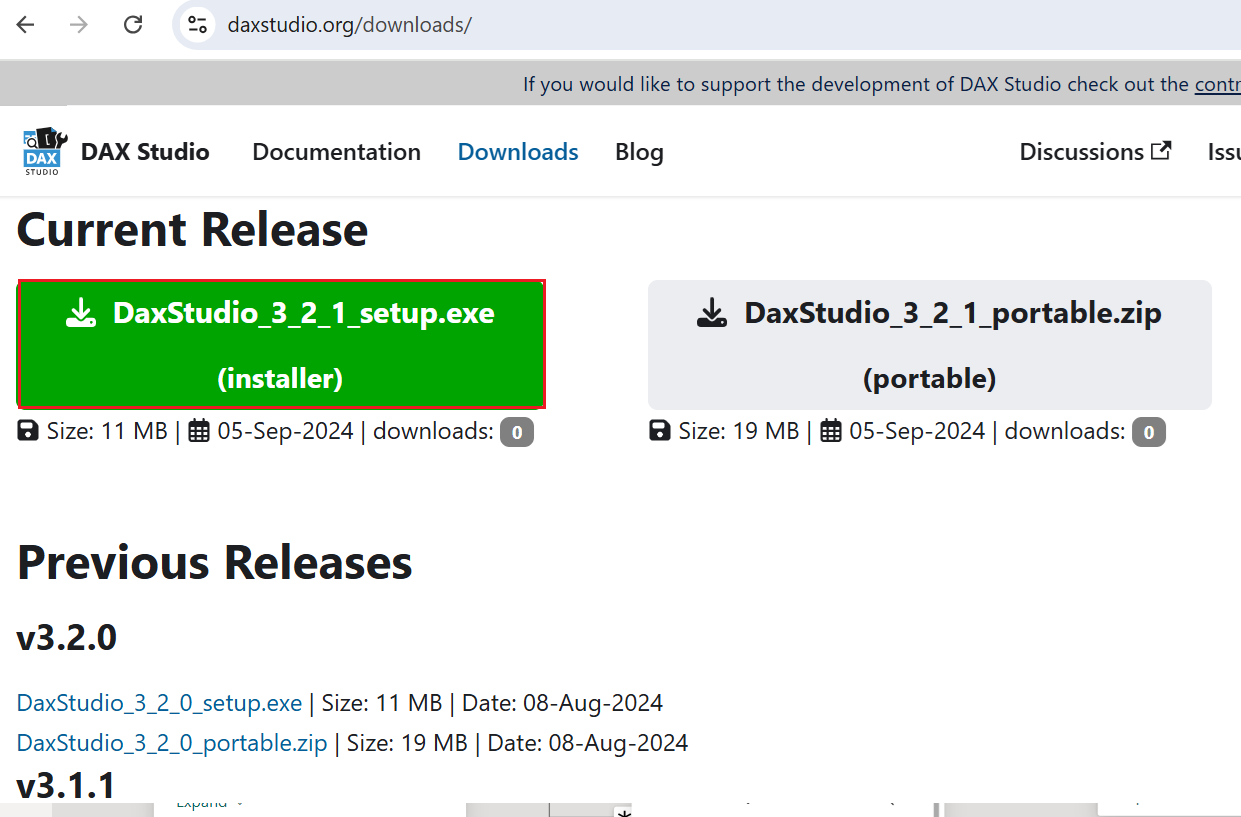 daxstudio.org/downloads/
If you would like to support the development of DAX Studio check out the contr
DAX STUDIO
DAX Studio Documentation Downloads Blog Discussions Issu
Current Release
DaxStudio_3_2_1_setup.exe
(installer)
Size: 11 MB | 05-Sep-2024 | downloads: 0
DaxStudio_3_2_1_portable.zip
(portable)
Size: 19 MB | 05-Sep-2024 | downloads: 0
Previous Releases
v3.2.0
DaxStudio_3_2_0_setup.exe | Size: 11 MB | Date: 08-Aug-2024
DaxStudio_3_2_0_portable.zip | Size: 19 MB | Date: 08-Aug-2024
v3.1.1
Expand